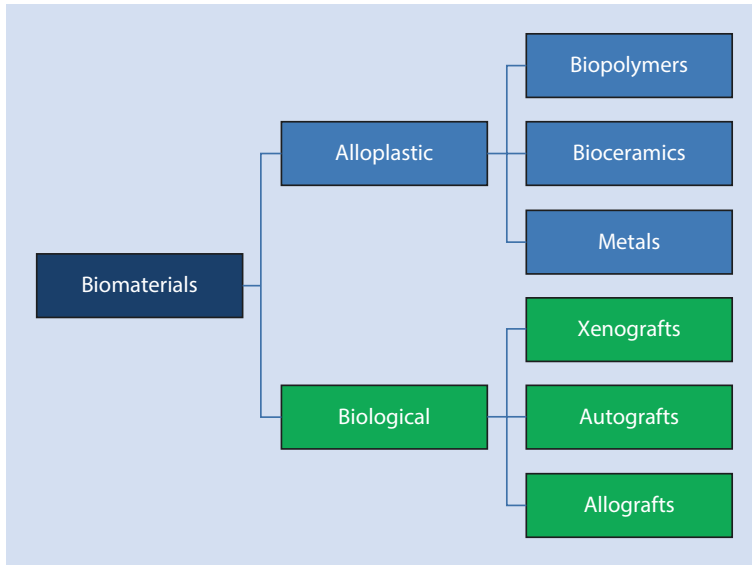 Biomaterials
Alloplastic
Biopolymers
Bioceramics
Metals
Biological
Xenografts
Autografts
Allografts